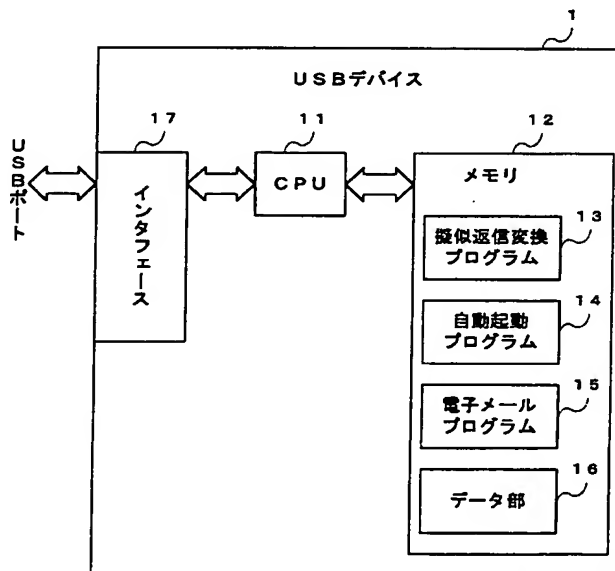 1
USBデバイス
17
11
12
USBポート
インタフェース
CPU
メモリ
13
擬似返信変換
プログラム
14
自動起動
プログラム
15
電子メール
プログラム
16
データ部